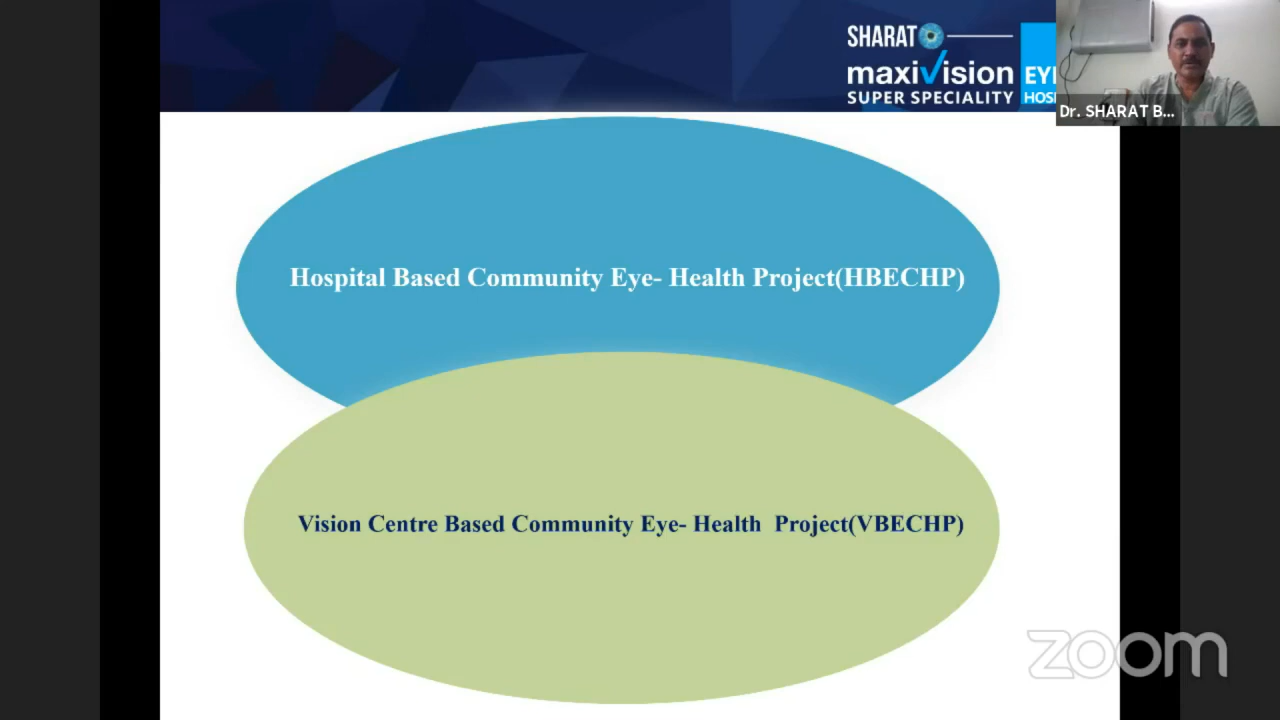 SHARAT
maxivision
SUPER SPECIALITY
EYE
HOS
Dr. SHARAT B...
Hospital Based Community Eye- Health Project(HBECHP)
Vision Centre Based Community Eye- Health Project(VBECHP)
zoom